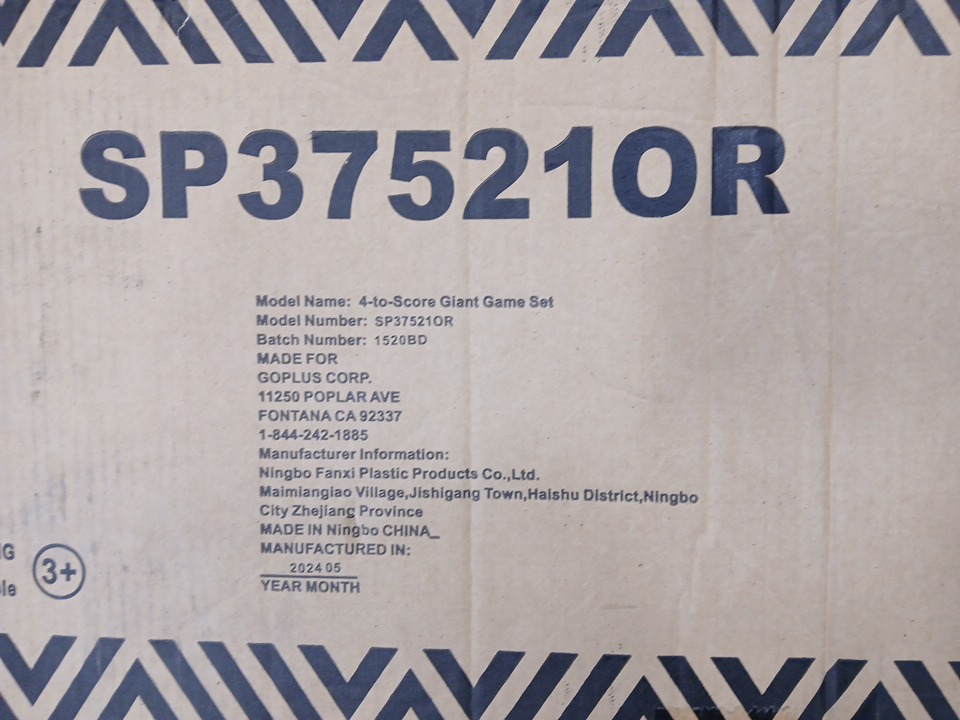 SP37521OR
Model Name: 4-to-Score Giant Game Set
Model Number: SP37521OR
Batch Number: 1520BD
MADE FOR
GOPLUS CORP.
11250 POPLAR AVE
FONTANA CA 92337
1-844-242-1885
Manufacturer Information:
Ningbo Fanxi Plastic Products Co.,Ltd.
Maimiangiao Village,Jishigang Town,Haishu District,Ningbo
City Zhejiang Province
MADE IN Ningbo CHINA_
MANUFACTURED IN:
2024 05
YEAR MONTH
3+